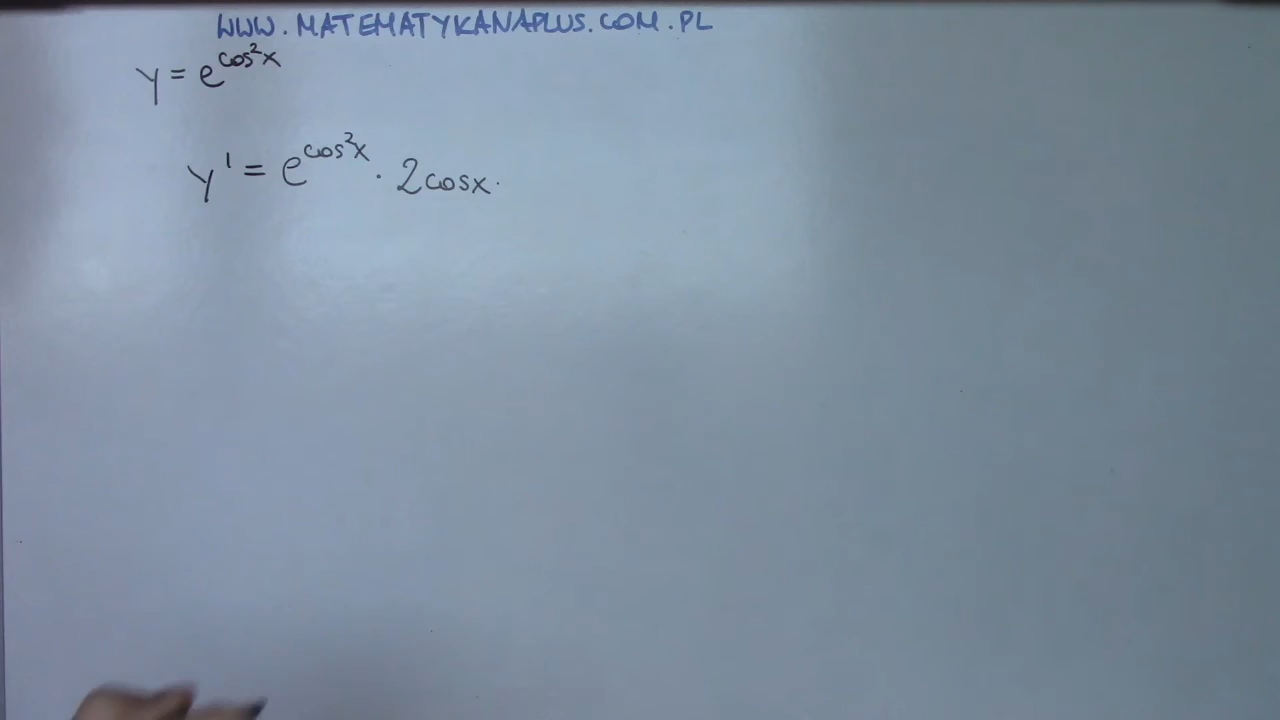 WWW.MATEMATYKANAPLUS.COM.PL
y = e^cos²x
y' = e^cos²x · 2cosx ·